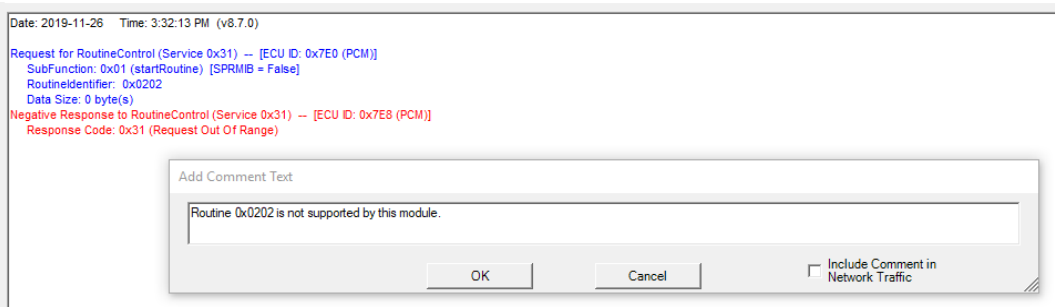 Date: 2019-11-26 Time: 3:32:13 PM (v8.7.0)
Request for RoutineControl (Service 0x31) -- [ECU ID: 0x7E0 (PCM)]
SubFunction: 0x01 (startRoutine) [SPRMIB = False]
RoutineIdentifier: 0x0202
Data Size: 0 byte(s)
Negative Response to RoutineControl (Service 0x31) -- [ECU ID: 0x7E8 (PCM)]
Response Code: 0x31 (Request Out Of Range)
Add Comment Text
Routine 0x0202 is not supported by this module.
OK
Cancel
Include Comment in
Network Traffic